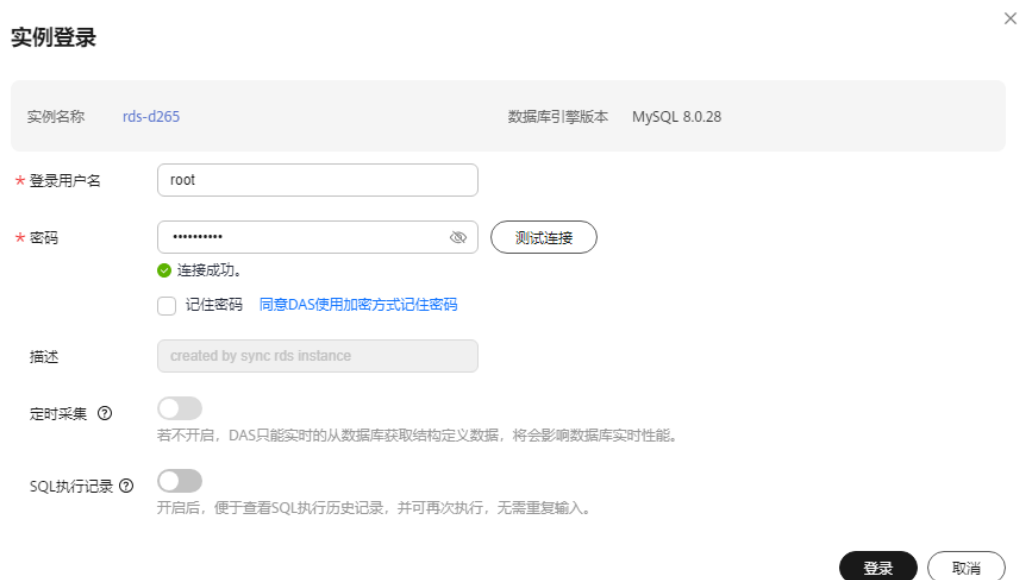 实例登录
实例名称 rds-d265 数据库引擎版本 MySQL 8.0.28
* 登录用户名 root
* 密码 •••••••••• 测试连接
连接成功。
记住密码 同意DAS使用加密方式记住密码
描述 created by sync rds instance
定时采集
若不开启，DAS只能实时的从数据库获取结构定义数据，将会影响数据库实时性能。
SQL执行记录
开启后，便于查看SQL执行历史记录，并可再次执行，无需重复输入。
登录 取消